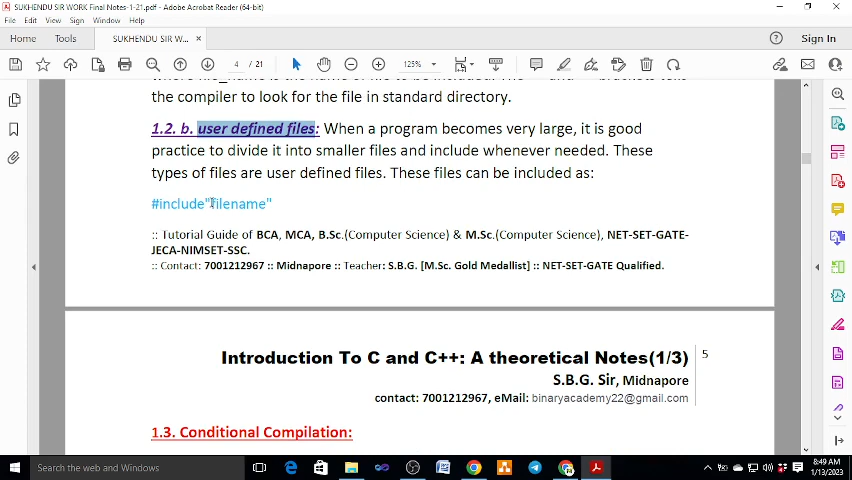 SUKHENDU SIR WORK Final Notes-1-21.pdf - Adobe Acrobat Reader (64-bit)
File Edit View Sign Window Help
Home Tools SUKHENDU SIR W... × Sign In
4 / 21 125%
the compiler to look for the file in standard directory.
1.2. b. user defined files: When a program becomes very large, it is good
practice to divide it into smaller files and include whenever needed. These
types of files are user defined files. These files can be included as:
#include"filename"
:: Tutorial Guide of BCA, MCA, B.Sc.(Computer Science) & M.Sc.(Computer Science), NET-SET-GATE-
JECA-NIMSET-SSC.
:: Contact: 7001212967 :: Midnapore :: Teacher: S.B.G. [M.Sc. Gold Medallist] :: NET-SET-GATE Qualified.
Introduction To C and C++: A theoretical Notes(1/3) 5
S.B.G. Sir, Midnapore
contact: 7001212967, eMail: binaryacademy22@gmail.com
1.3. Conditional Compilation:
Search the web and Windows
8:49 AM
1/13/2023